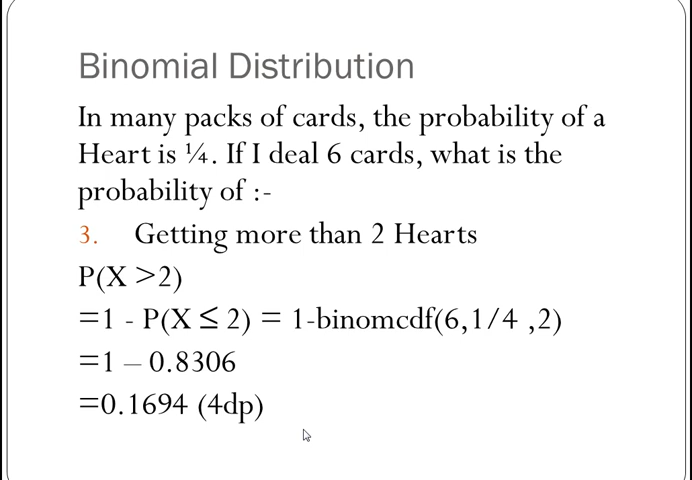 Binomial Distribution
In many packs of cards, the probability of a
Heart is ¼. If I deal 6 cards, what is the
probability of :-
3. Getting more than 2 Hearts
P(X >2)
=1 - P(X ≤ 2) = 1-binomcdf(6,1/4 ,2)
=1 – 0.8306
=0.1694 (4dp)